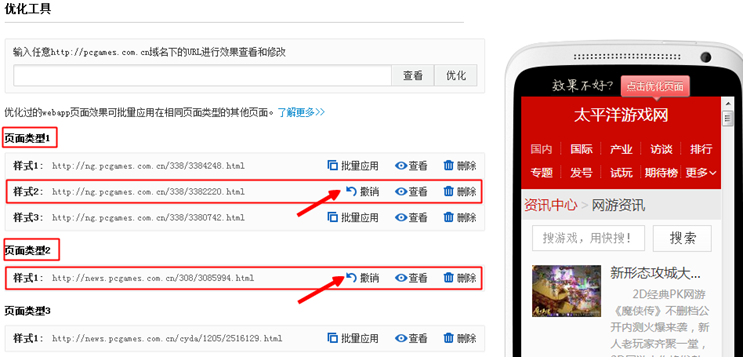 优化工具
输入任意http://pcgames.com.cn域名下的URL进行效果查看和修改
查看 优化
优化过的webapp页面效果可批量应用在相同页面类型的其他页面。了解更多>>
页面类型1
样式1: http://ng.pcgames.com.cn/338/3384248.html 批量应用 查看 删除
样式2: http://ng.pcgames.com.cn/338/3382220.html 撤销 查看 删除
样式3: http://ng.pcgames.com.cn/338/3380742.html 批量应用 查看 删除
页面类型2
样式1: http://news.pcgames.com.cn/308/3085994.html 撤销 查看 删除
页面类型3
样式1: http://news.pcgames.com.cn/cyda/1205/2516129.html 批量应用 查看 删除
效果不好? 点击优化页面
太平洋游戏网
国内 国际 产业 访谈 排行
专题 发号 试玩 期待榜 更多
资讯中心 > 网游资讯
搜游戏,用快搜! 搜索
新形态攻城大...
2D经典PK网游
《魔侠传》不删档公
开内测火爆来袭,新
人老玩家齐聚一堂,